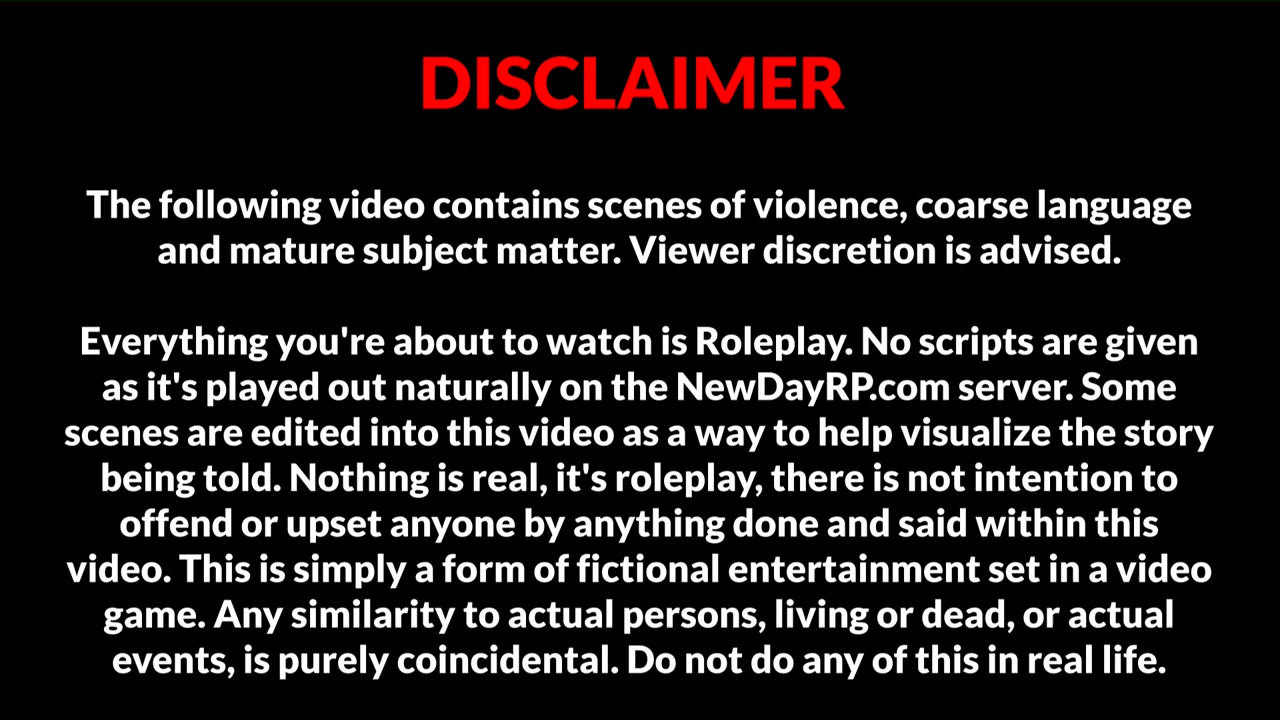 DISCLAIMER
The following video contains scenes of violence, coarse language
and mature subject matter. Viewer discretion is advised.
Everything you're about to watch is Roleplay. No scripts are given
as it's played out naturally on the NewDayRP.com server. Some
scenes are edited into this video as a way to help visualize the story
being told. Nothing is real, it's roleplay, there is not intention to
offend or upset anyone by anything done and said within this
video. This is simply a form of fictional entertainment set in a video
game. Any similarity to actual persons, living or dead, or actual
events, is purely coincidental. Do not do any of this in real life.